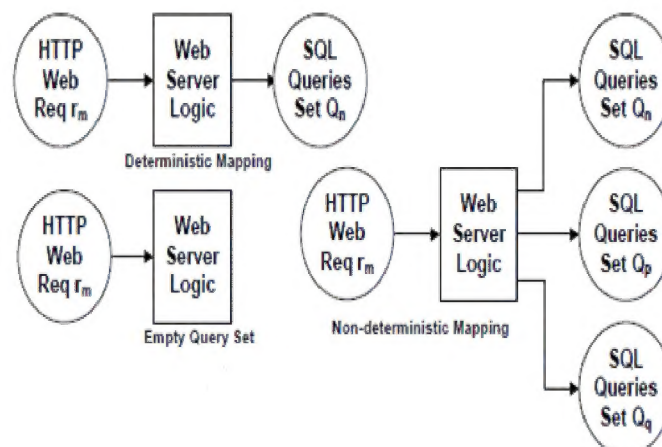 HTTP
Web
Req rₘ
Web
Server
Logic
SQL
Queries
Set Qₙ
Deterministic Mapping
HTTP
Web
Req rₘ
Web
Server
Logic
Empty Query Set
HTTP
Web
Req rₘ
Web
Server
Logic
Non-deterministic Mapping
SQL
Queries
Set Qₙ
SQL
Queries
Set Qₚ
SQL
Queries
Set Q_q